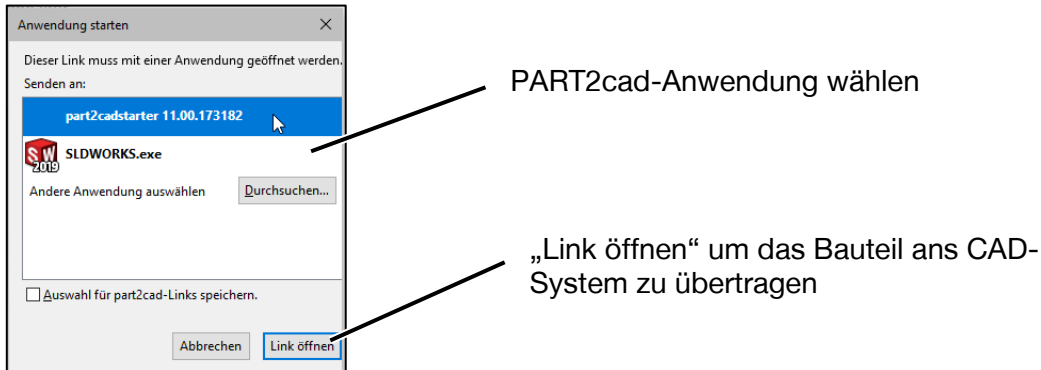 Anwendung starten
Dieser Link muss mit einer Anwendung geöffnet werden.
Senden an:
part2cadstarter 11.00.173182
SW
2019
SLDWORKS.exe
Andere Anwendung auswählen
Durchsuchen...
Auswahl für part2cad-Links speichern.
Abbrechen
Link öffnen
PART2cad-Anwendung wählen
„Link öffnen“ um das Bauteil ans CAD-
System zu übertragen